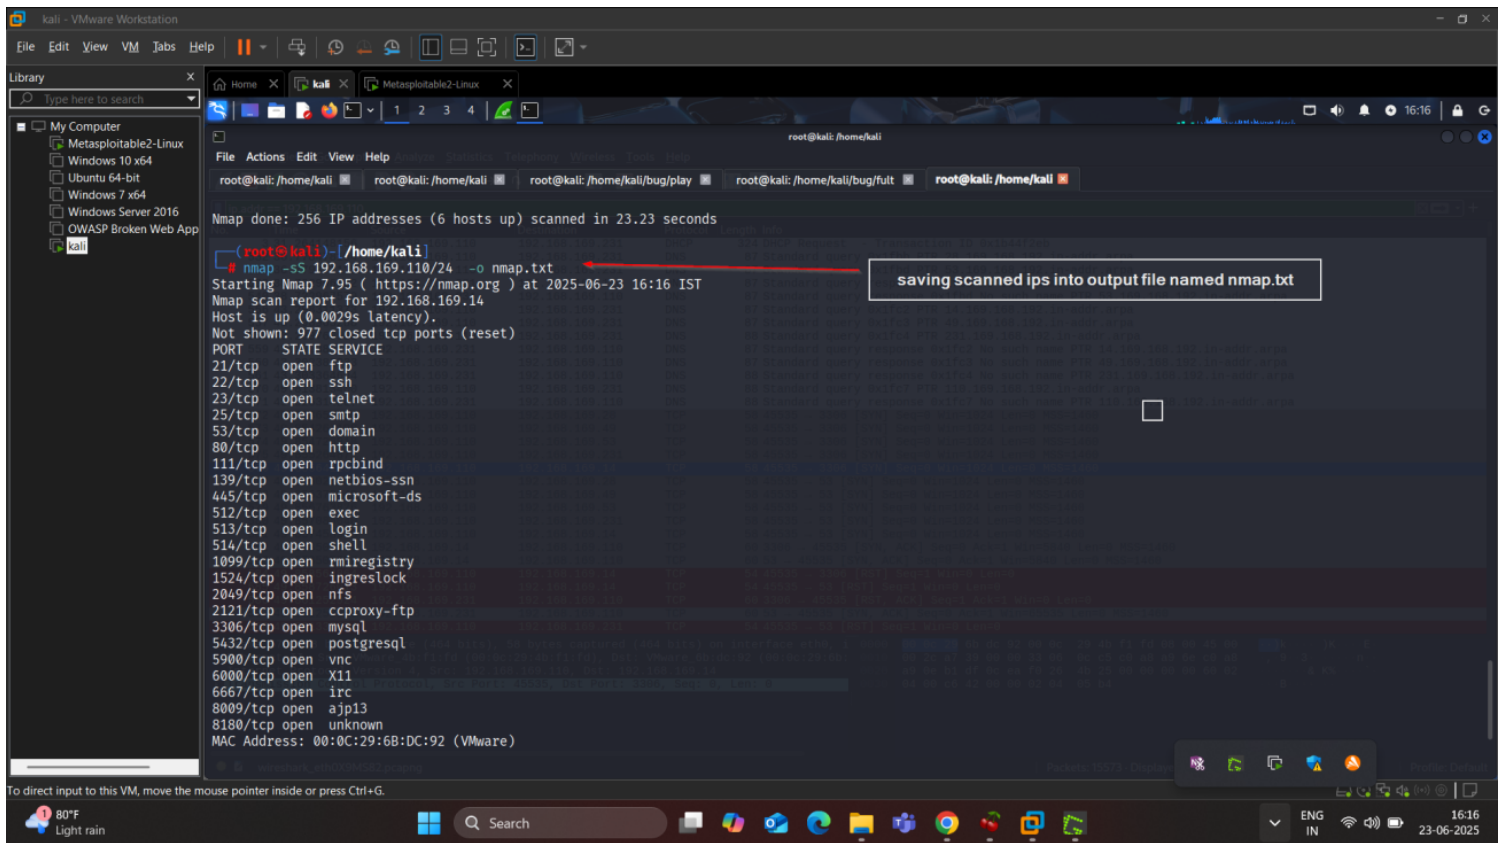 kali - VMware Workstation
File Edit View VM Tabs Help
Library X
Type here to search
Home X kali X Metasploitable2-Linux X
My Computer
Metasploitable2-Linux
Windows 10 x64
Ubuntu 64-bit
Windows 7 x64
Windows Server 2016
OWASP Broken Web App
kali
1 2 3 4
16:16
root@kali: /home/kali
File Actions Edit View Help
root@kali: /home/kali root@kali: /home/kali root@kali: /home/kali/bug/play root@kali: /home/kali/bug/fult root@kali: /home/kali
Nmap done: 256 IP addresses (6 hosts up) scanned in 23.23 seconds
(root㉿kali)-[/home/kali]
# nmap -sS 192.168.169.110/24 -o nmap.txt
saving scanned ips into output file named nmap.txt
Starting Nmap 7.95 ( https://nmap.org ) at 2025-06-23 16:16 IST
Nmap scan report for 192.168.169.14
Host is up (0.0029s latency).
Not shown: 977 closed tcp ports (reset)
PORT STATE SERVICE
21/tcp open ftp
22/tcp open ssh
23/tcp open telnet
25/tcp open smtp
53/tcp open domain
80/tcp open http
111/tcp open rpcbind
139/tcp open netbios-ssn
445/tcp open microsoft-ds
512/tcp open exec
513/tcp open login
514/tcp open shell
1099/tcp open rmiregistry
1524/tcp open ingreslock
2049/tcp open nfs
2121/tcp open ccproxy-ftp
3306/tcp open mysql
5432/tcp open postgresql
5900/tcp open vnc
6000/tcp open X11
6667/tcp open irc
8009/tcp open ajp13
8180/tcp open unknown
MAC Address: 00:0C:29:6B:DC:92 (VMware)
To direct input to this VM, move the mouse pointer inside or press Ctrl+G.
1
80°F
Light rain
Search
ENG
IN
16:16
23-06-2025